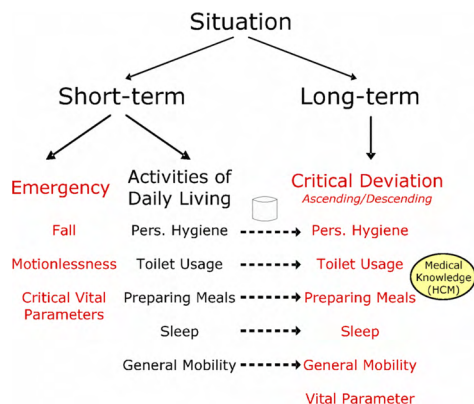 Situation
Short-term
Long-term
Emergency
Activities of
Daily Living
Critical Deviation
Ascending/Descending
Fall
Pers. Hygiene
Pers. Hygiene
Motionlessness
Toilet Usage
Toilet Usage
Medical
Knowledge
(HCM)
Critical Vital
Parameters
Preparing Meals
Preparing Meals
Sleep
Sleep
General Mobility
General Mobility
Vital Parameter